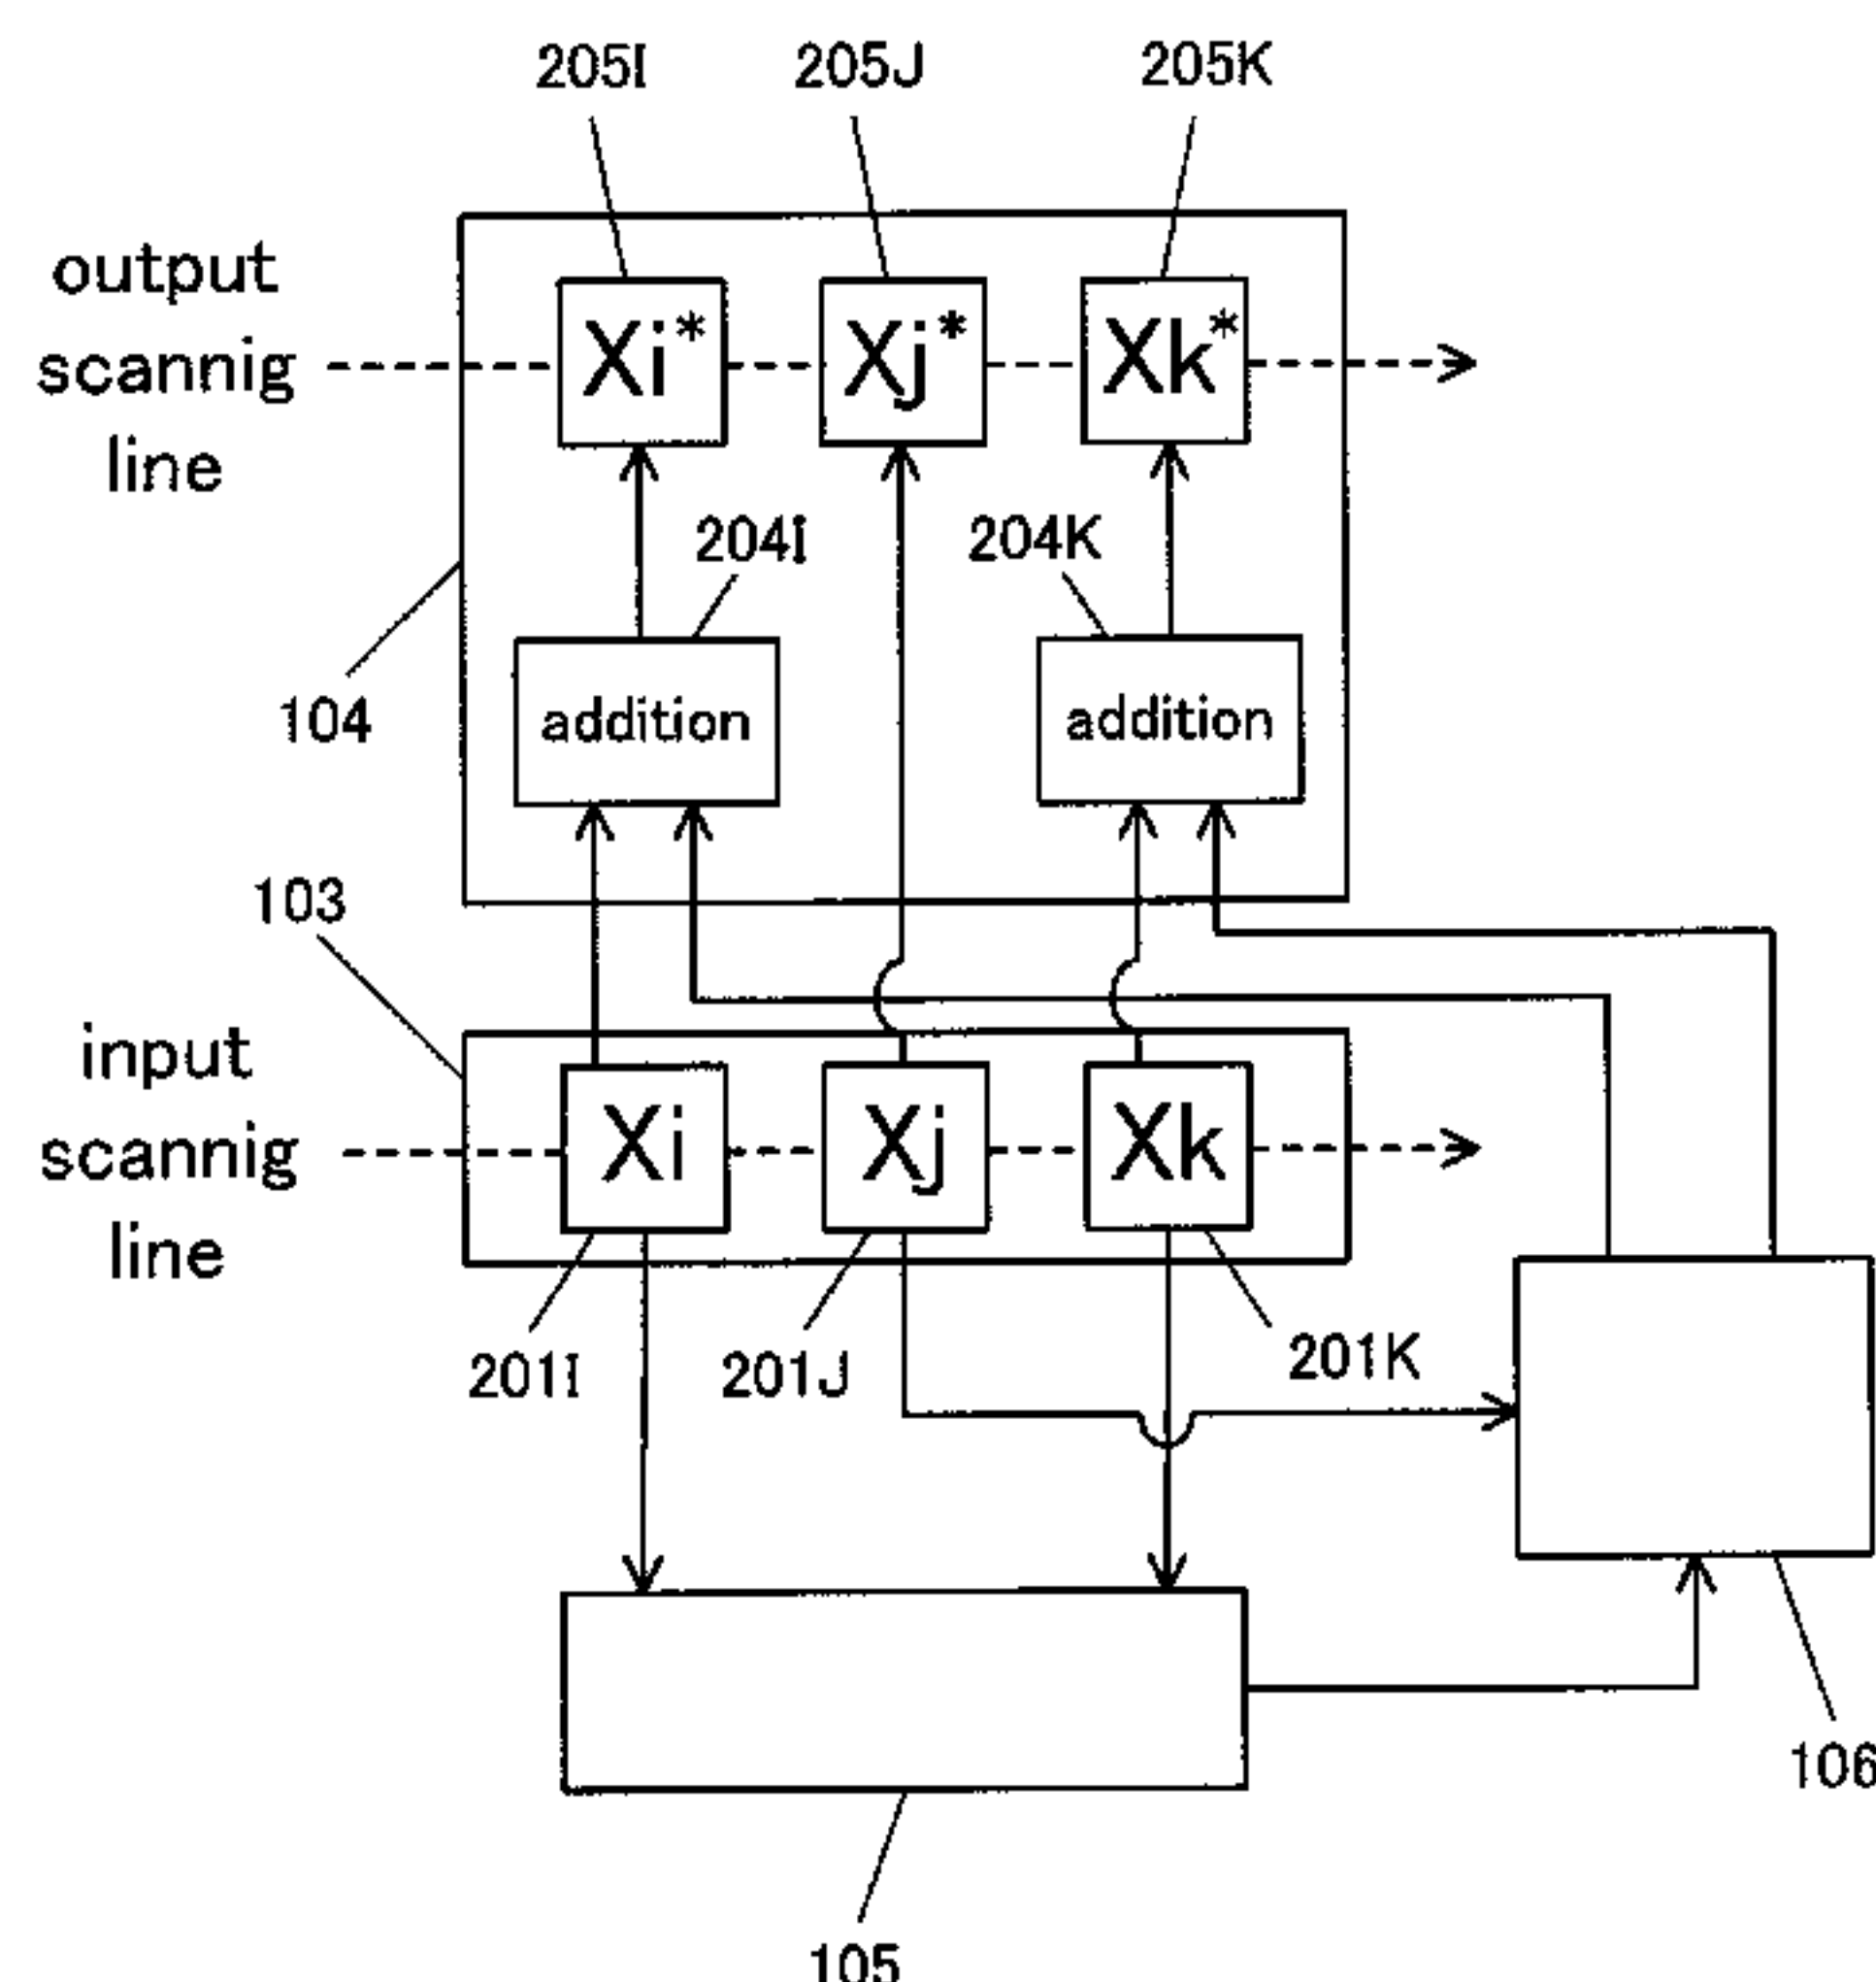 205I
205J
205K
output
scannig
line
Xi*
Xj*
Xk*
204I
204K
104
addition
addition
103
input
scannig
line
Xi
Xj
Xk
201I
201J
201K
106
105